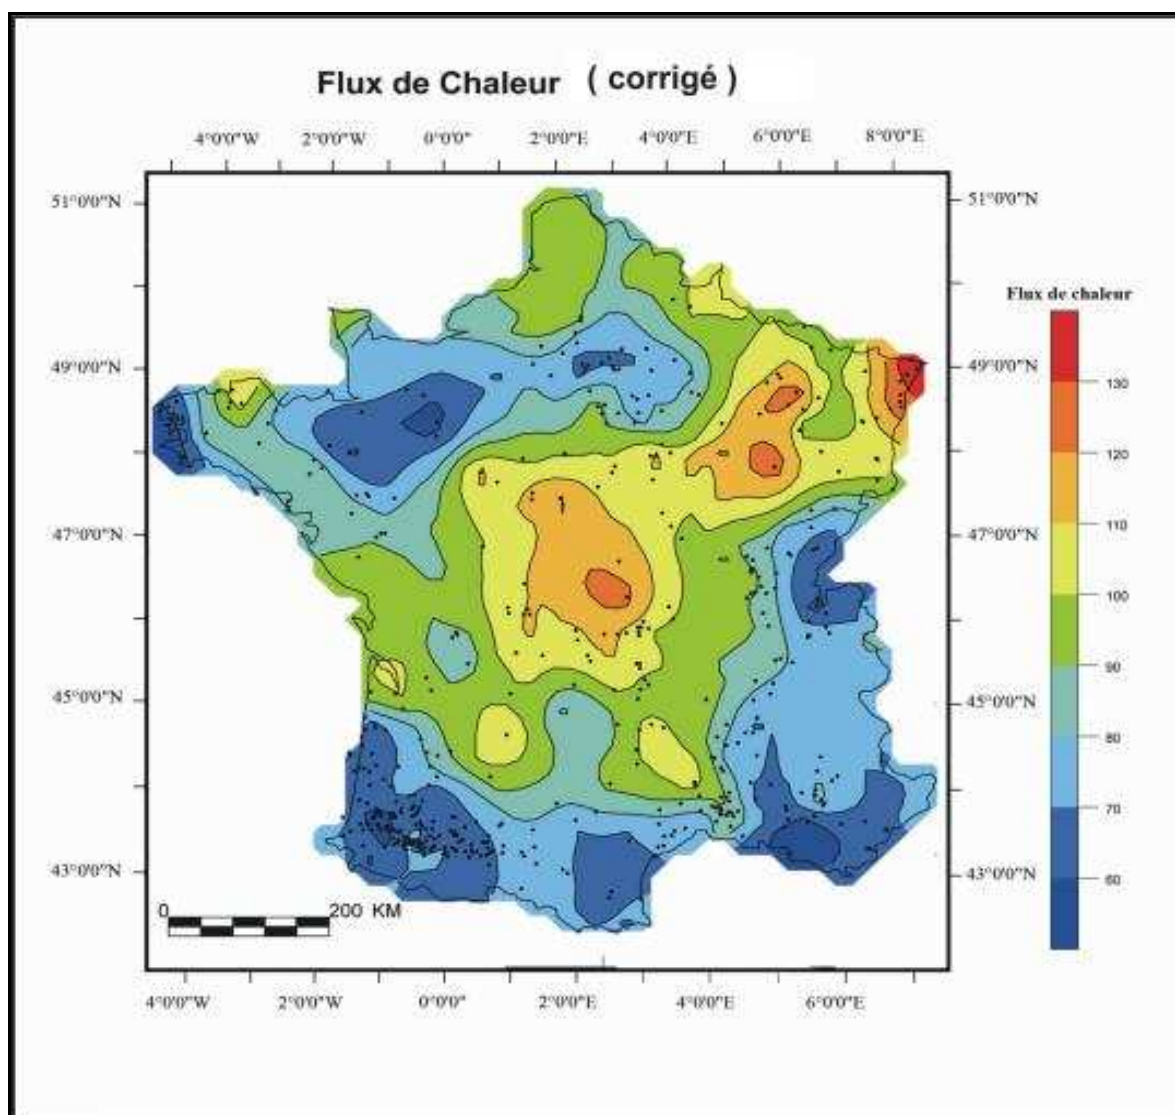 Flux de Chaleur ( corrigé )
4°0'0"W 2°0'0"W 0°0'0" 2°0'0"E 4°0'0"E 6°0'0"E 8°0'0"E
51°0'0"N 51°0'0"N
Flux de chaleur
49°0'0"N 49°0'0"N
130
120
110
47°0'0"N 47°0'0"N
100
90
45°0'0"N 45°0'0"N
80
70
43°0'0"N 43°0'0"N
60
0 200 KM
4°0'0"W 2°0'0"W 0°0'0" 2°0'0"E 4°0'0"E 6°0'0"E